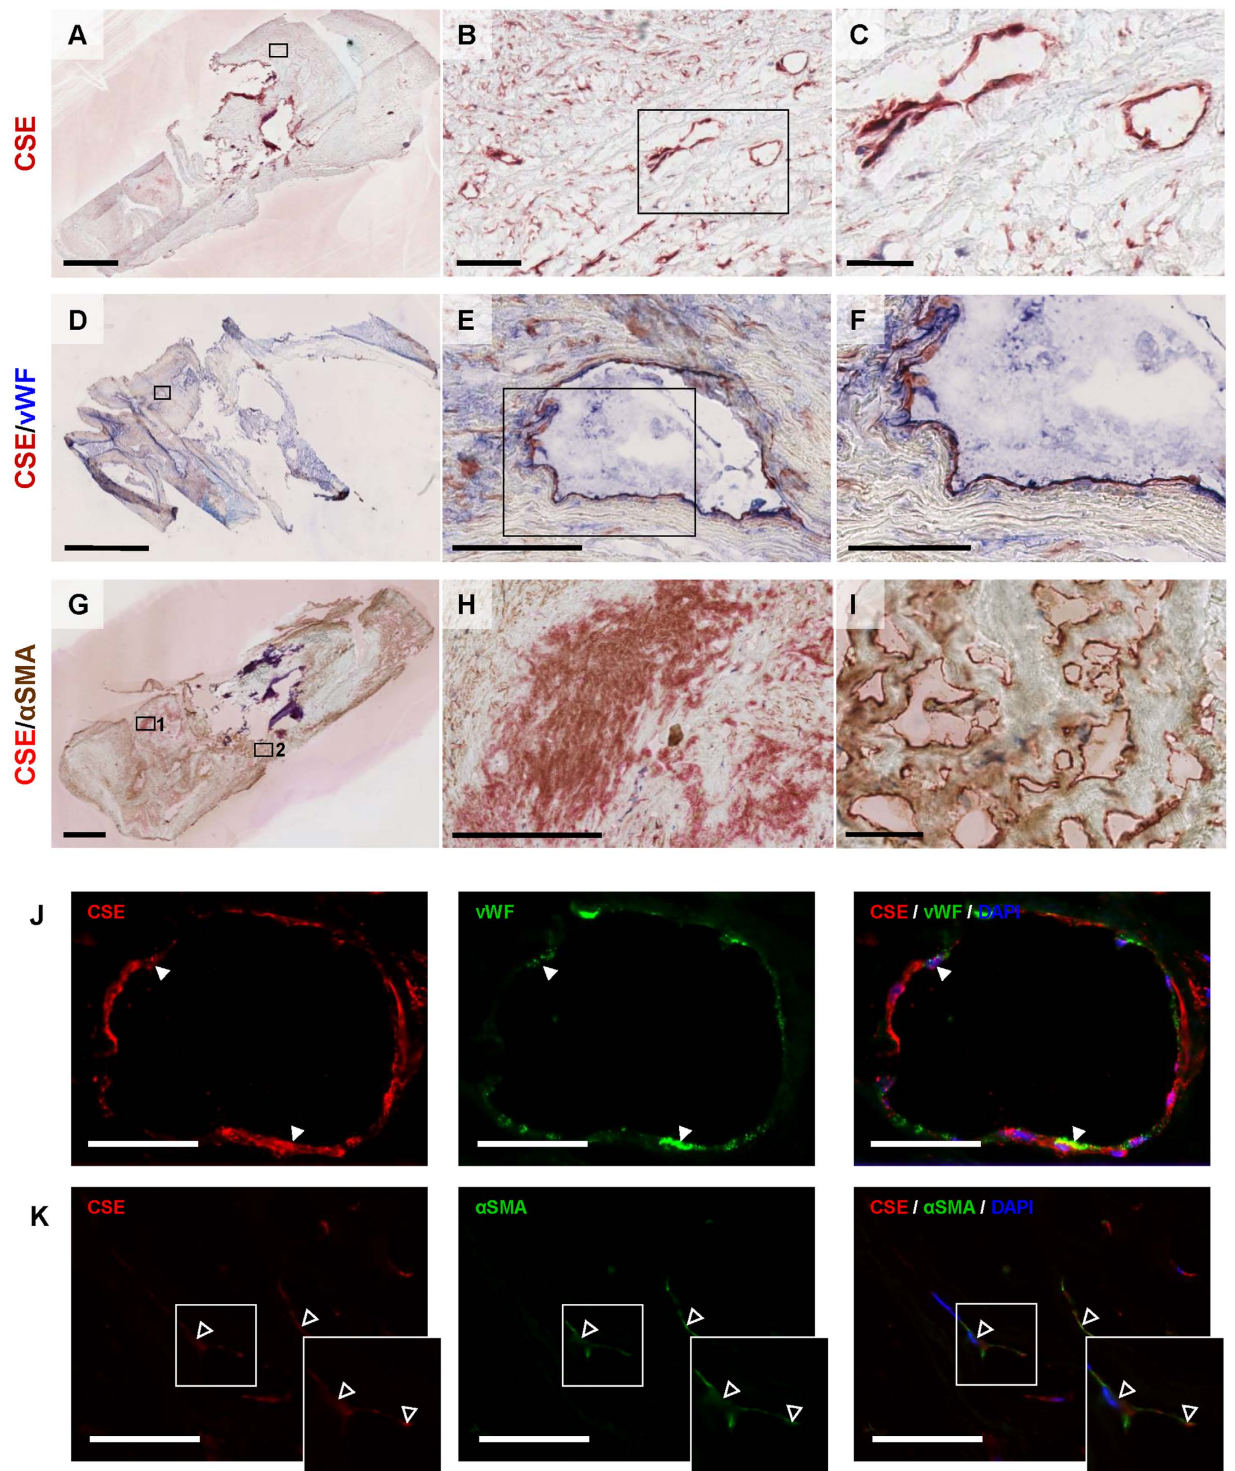 CSE
A
B
C
CSE/vWF
D
E
F
CSE/αSMA
G
1
2
H
I
J
CSE
vWF
CSE / vWF / DAPI
K
CSE
αSMA
CSE / αSMA / DAPI